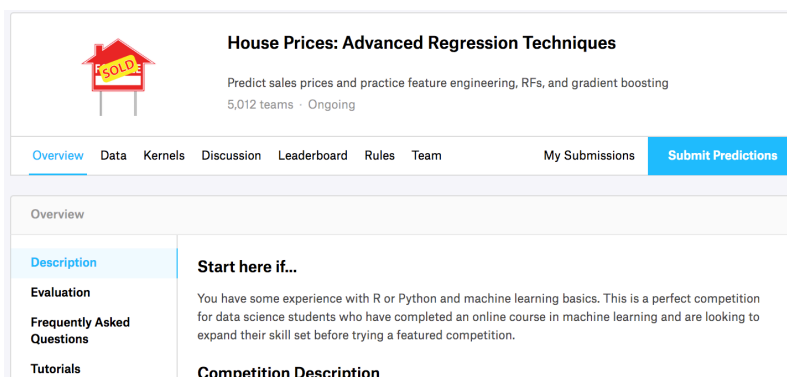 House Prices: Advanced Regression Techniques
SOLD
Predict sales prices and practice feature engineering, RFs, and gradient boosting
5,012 teams · Ongoing
Overview Data Kernels Discussion Leaderboard Rules Team My Submissions Submit Predictions
Overview
Description
Evaluation
Frequently Asked
Questions
Tutorials
Start here if...
You have some experience with R or Python and machine learning basics. This is a perfect competition
for data science students who have completed an online course in machine learning and are looking to
expand their skill set before trying a featured competition.
Competition Description